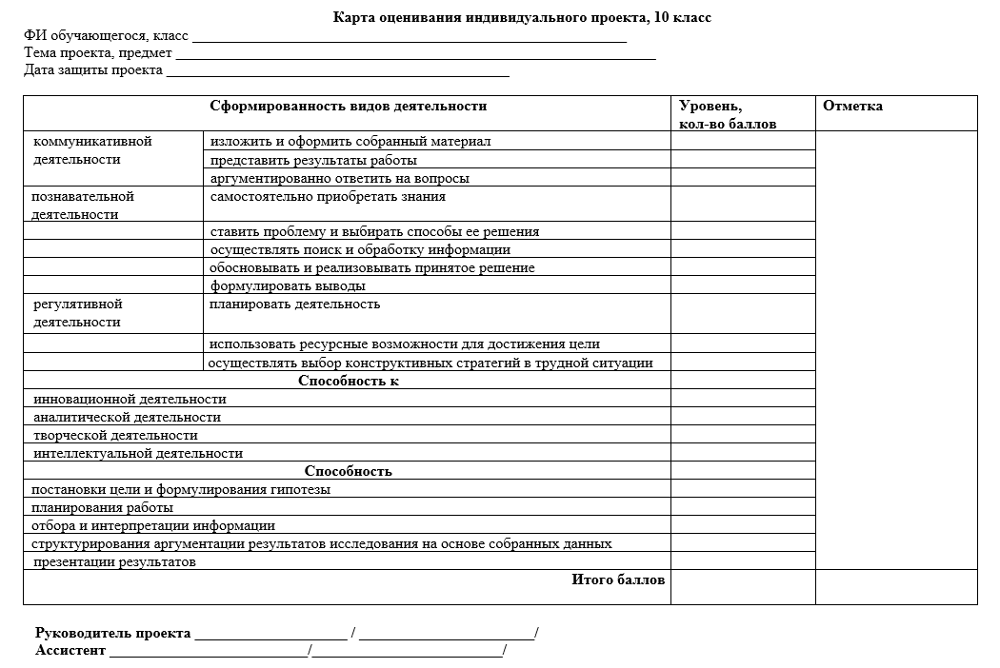 Карта оценивания индивидуального проекта, 10 класс
ФИ обучающегося, класс ___________________________________________________________
Тема проекта, предмет _________________________________________________________________
Дата защиты проекта ______________________________________________
Сформированность видов деятельности
Уровень,
кол-во баллов
Отметка
коммуникативной
деятельности
изложить и оформить собранный материал
представить результаты работы
аргументированно ответить на вопросы
познавательной
деятельности
самостоятельно приобретать знания
ставить проблему и выбирать способы ее решения
осуществлять поиск и обработку информации
обосновывать и реализовывать принятое решение
формулировать выводы
регулятивной
деятельности
планировать деятельность
использовать ресурсные возможности для достижения цели
осуществлять выбор конструктивных стратегий в трудной ситуации
Способность к
инновационной деятельности
аналитической деятельности
творческой деятельности
интеллектуальной деятельности
Способность
постановки цели и формулирования гипотезы
планирования работы
отбора и интерпретации информации
структурирования аргументации результатов исследования на основе собранных данных
презентации результатов
Итого баллов
Руководитель проекта ____________________ / _______________________/
Ассистент __________________________/_________________________/